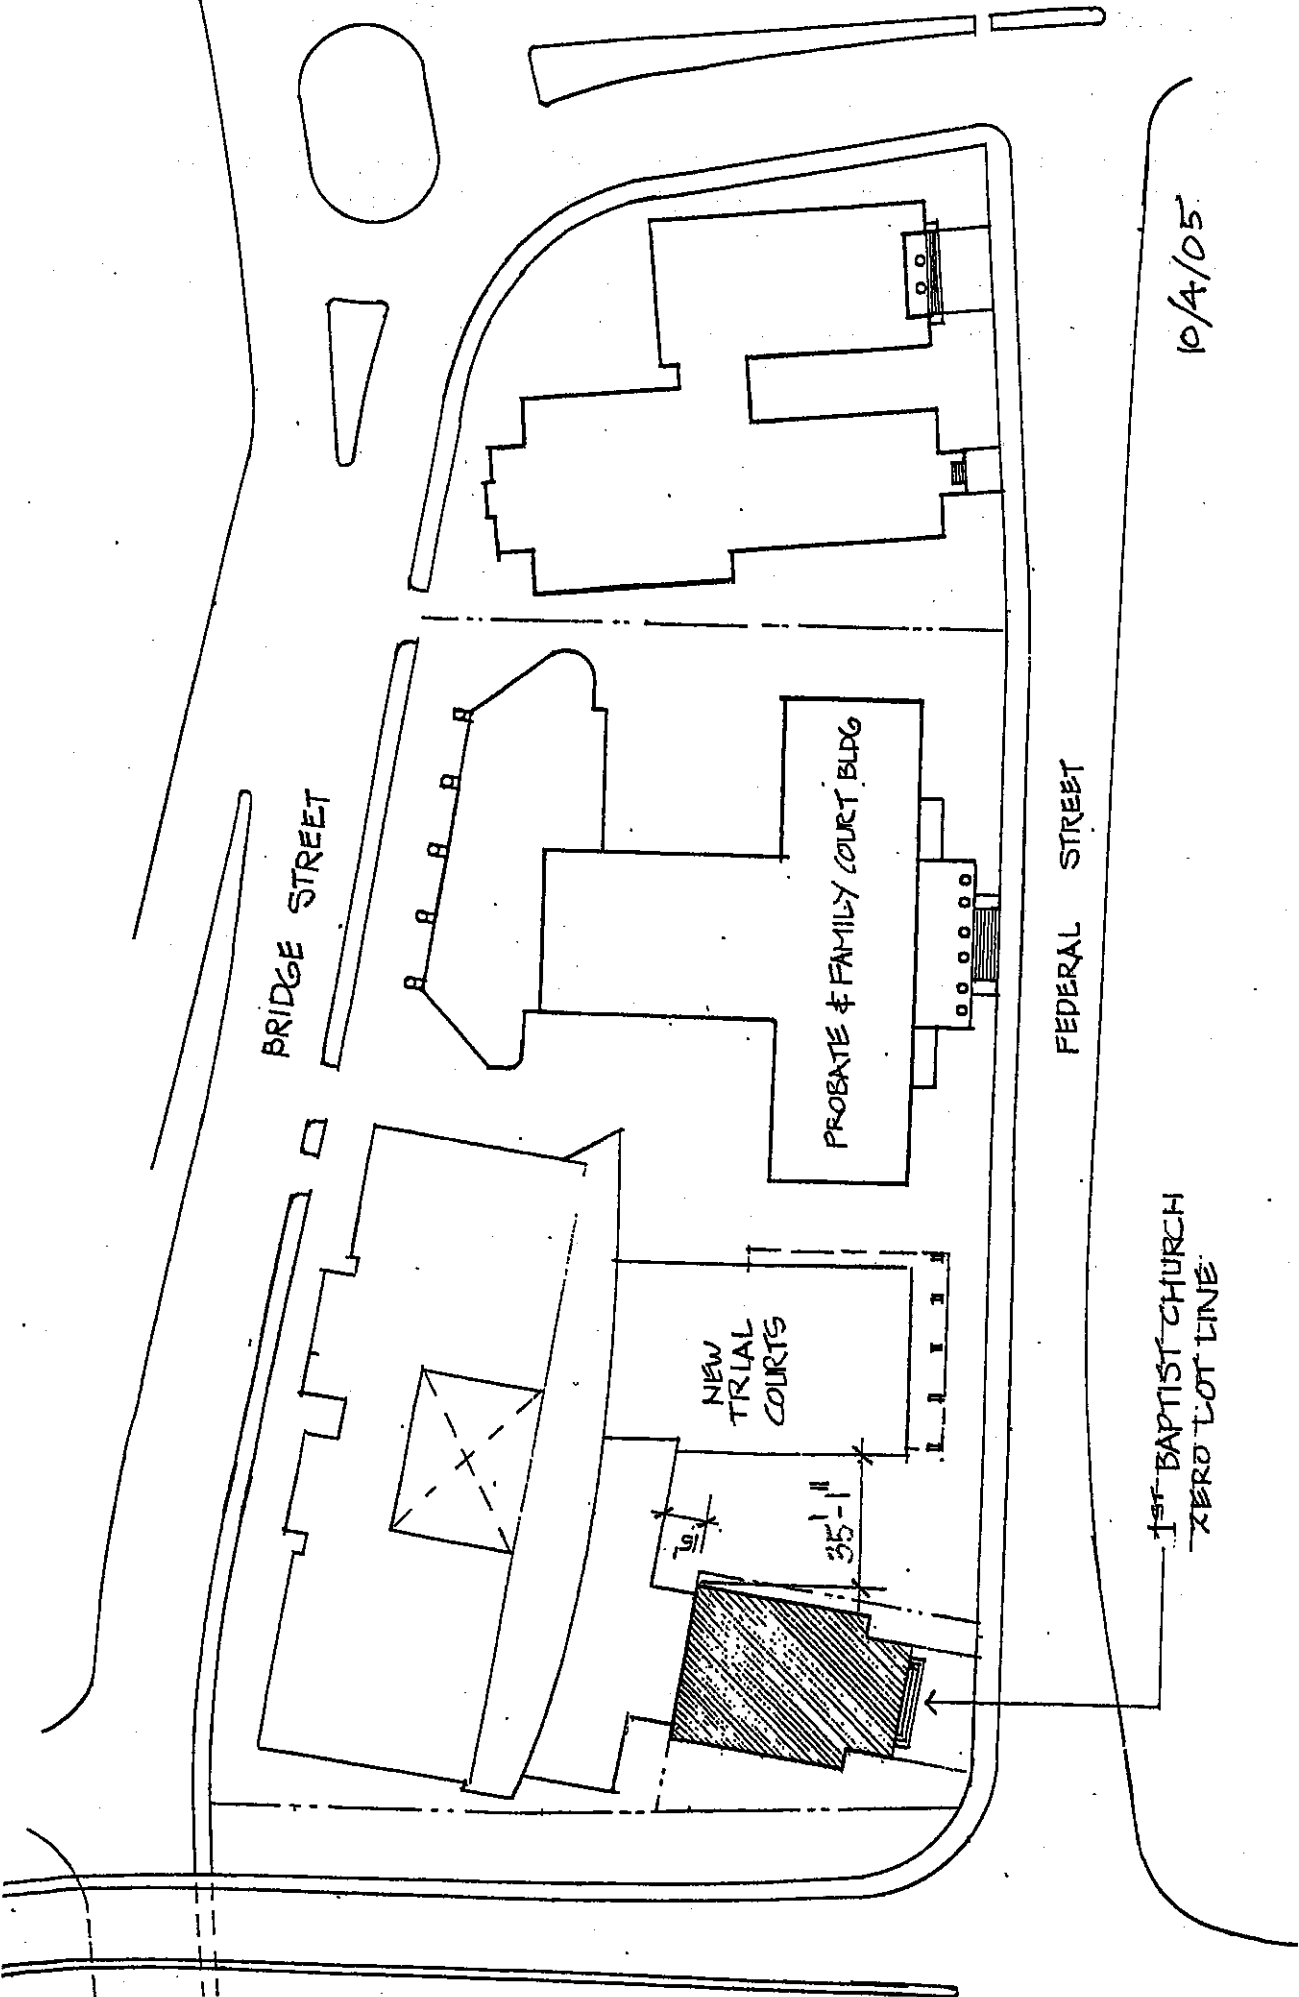 BRIDGE STREET
PROBATE & FAMILY COURT BLDG
NEW
TRIAL
COURTS
15'
35'-1"
FEDERAL STREET
1ST BAPTIST CHURCH
ZERO LOT LINE
10/4/05